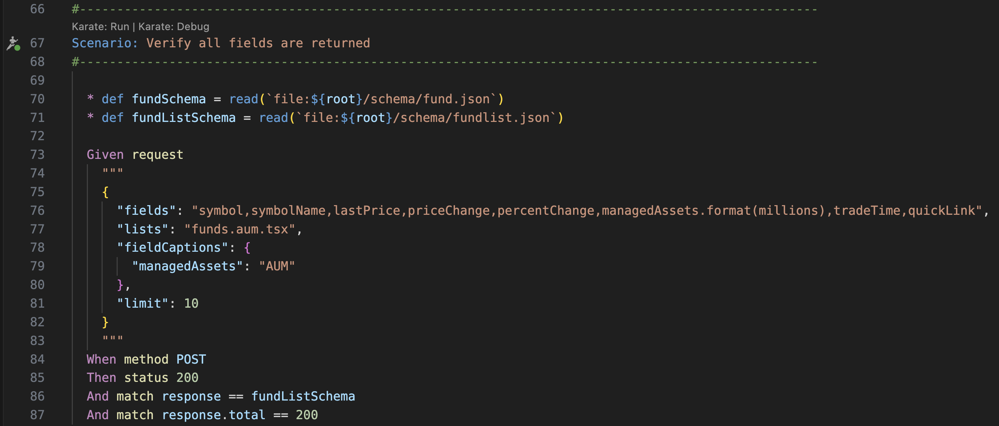 66 #---------------------------------------------------------------------------------------------------
Karate: Run | Karate: Debug
67 Scenario: Verify all fields are returned
68 #---------------------------------------------------------------------------------------------------
69
70 * def fundSchema = read(`file:${root}/schema/fund.json`)
71 * def fundListSchema = read(`file:${root}/schema/fundlist.json`)
72
73 Given request
74 """
75 {
76 "fields": "symbol,symbolName,lastPrice,priceChange,percentChange,managedAssets.format(millions),tradeTime,quickLink",
77 "lists": "funds.aum.tsx",
78 "fieldCaptions": {
79 "managedAssets": "AUM"
80 },
81 "limit": 10
82 }
83 """
84 When method POST
85 Then status 200
86 And match response == fundListSchema
87 And match response.total == 200